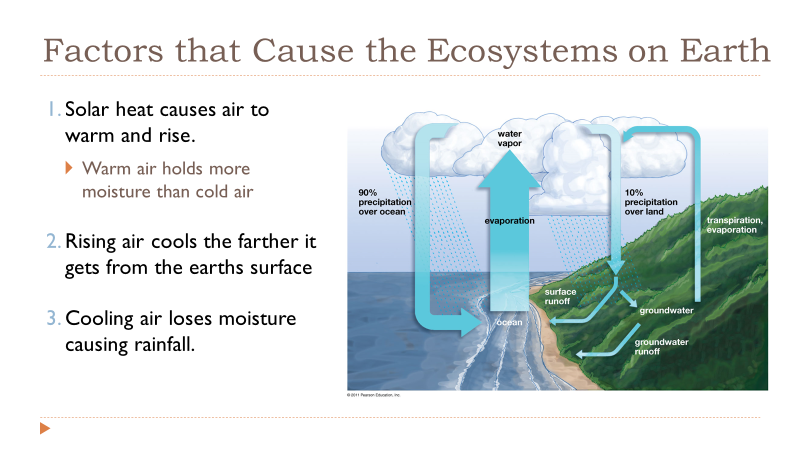 Factors that Cause the Ecosystems on Earth
1. Solar heat causes air to
warm and rise.
Warm air holds more
moisture than cold air
2. Rising air cools the farther it
gets from the earths surface
3. Cooling air loses moisture
causing rainfall.
water
vapor
90%
precipitation
over ocean
evaporation
10%
precipitation
over land
transpiration,
evaporation
surface
runoff
groundwater
ocean
groundwater
runoff
© 2011 Pearson Education, Inc.